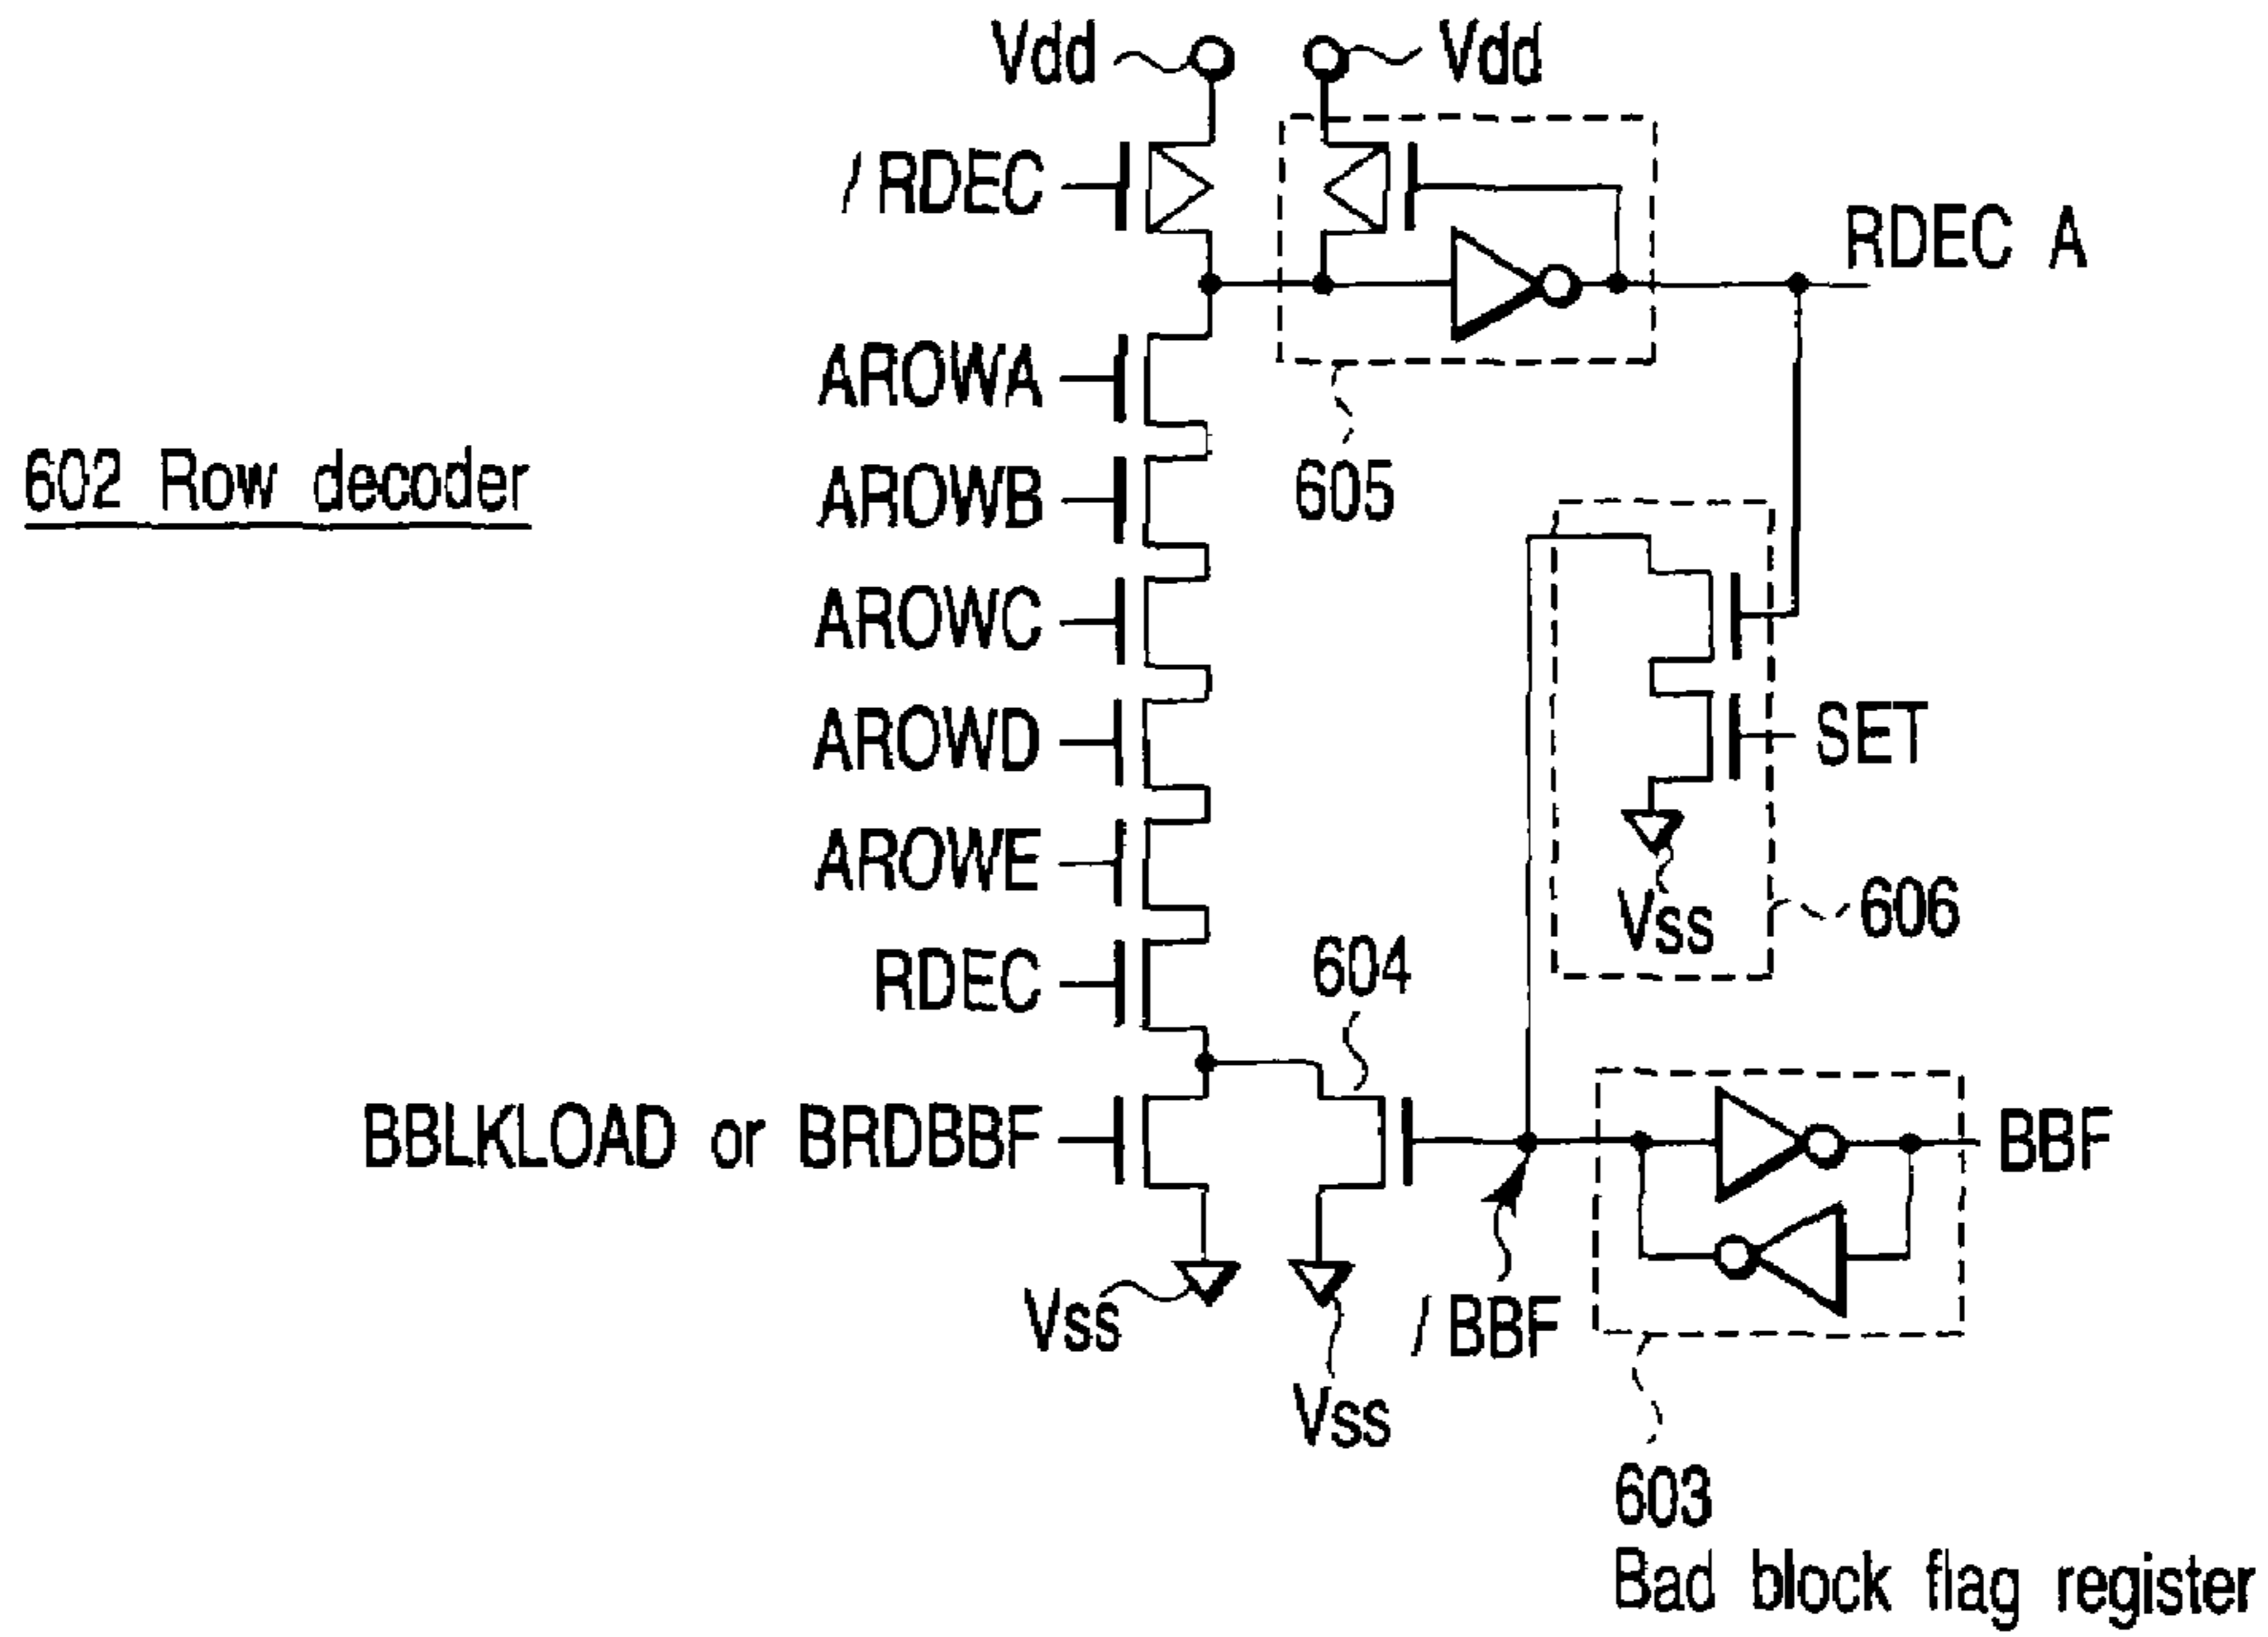 Vdd
Vdd
/RDEC
RDEC A
AROWA
605
602 Row decoder
AROWB
AROWC
SET
AROWD
AROWE
Vss
606
RDEC
604
BBLKLOAD or BRDBBF
BBF
Vss
/BBF
Vss
603
Bad block flag register